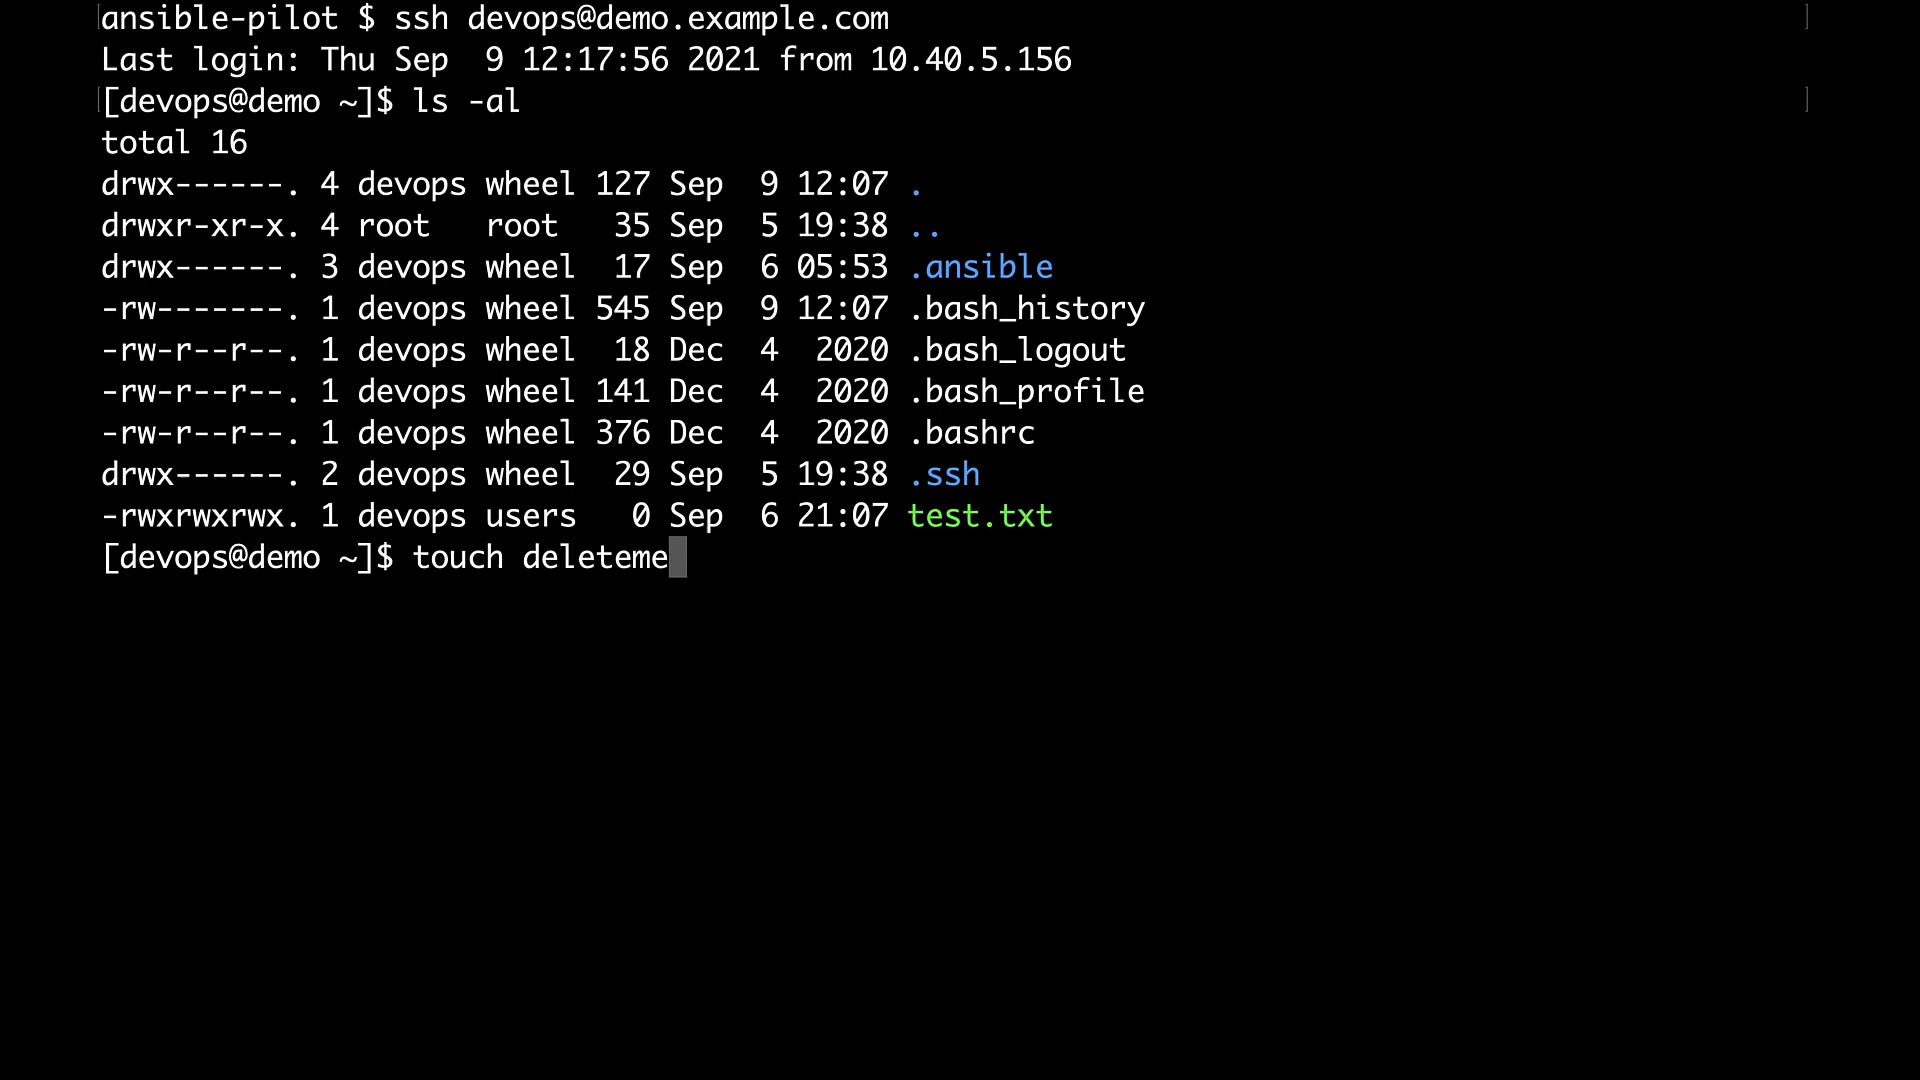 ansible-pilot $ ssh devops@demo.example.com
Last login: Thu Sep  9 12:17:56 2021 from 10.40.5.156
[devops@demo ~]$ ls -al
total 16
drwx------. 4 devops wheel 127 Sep  9 12:07 .
drwxr-xr-x. 4 root   root   35 Sep  5 19:38 ..
drwx------. 3 devops wheel  17 Sep  6 05:53 .ansible
-rw-------. 1 devops wheel 545 Sep  9 12:07 .bash_history
-rw-r--r--. 1 devops wheel  18 Dec  4  2020 .bash_logout
-rw-r--r--. 1 devops wheel 141 Dec  4  2020 .bash_profile
-rw-r--r--. 1 devops wheel 376 Dec  4  2020 .bashrc
drwx------. 2 devops wheel  29 Sep  5 19:38 .ssh
-rwxrwxrwx. 1 devops users   0 Sep  6 21:07 test.txt
[devops@demo ~]$ touch deleteme